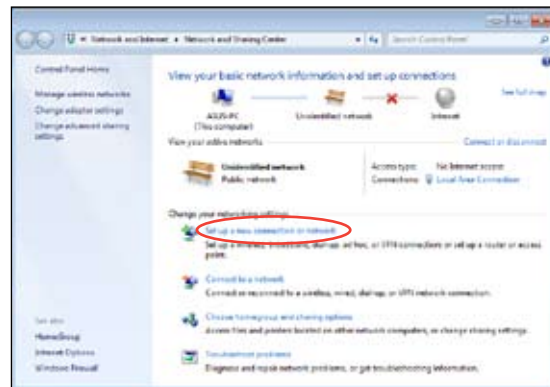 Network and Internet ▸ Network and Sharing Center
Search Control Panel
Control Panel Home
Manage wireless networks
Change adapter settings
Change advanced sharing
settings
View your basic network information and set up connections
See full map
ASUS-PC
(This computer)
Unidentified network
Internet
View your active networks
Connect or disconnect
Unidentified network
Public network
Access type: No Internet access
Connections: Local Area Connection
Change your networking settings
Set up a new connection or network
Set up a wireless, broadband, dial-up, ad hoc, or VPN connection; or set up a router or access
point.
Connect to a network
Connect or reconnect to a wireless, wired, dial-up, or VPN network connection.
Choose homegroup and sharing options
Access files and printers located on other network computers, or change sharing settings.
Troubleshoot problems
Diagnose and repair network problems, or get troubleshooting information.
See also
HomeGroup
Internet Options
Windows Firewall